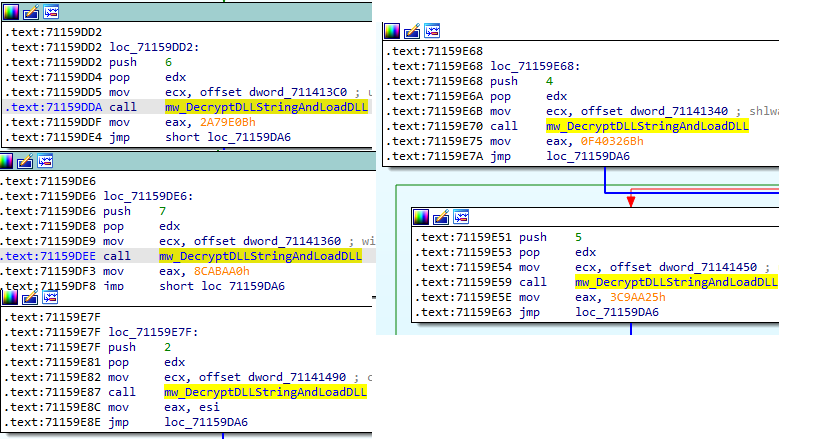 .text:71159DD2
.text:71159DD2 loc_71159DD2:
.text:71159DD2 push    6
.text:71159DD4 pop     edx
.text:71159DD5 mov     ecx, offset dword_711413C0 ;
.text:71159DDA call    mw_DecryptDLLStringAndLoadDLL
.text:71159DDF mov     eax, 2A79E0Bh
.text:71159DE4 jmp     short loc_71159DA6
.text:71159DE6
.text:71159DE6 loc_71159DE6:
.text:71159DE6 push    7
.text:71159DE8 pop     edx
.text:71159DE9 mov     ecx, offset dword_71141360 ; wi
.text:71159DEE call    mw_DecryptDLLStringAndLoadDLL
.text:71159DF3 mov     eax, 8CABAA0h
.text:71159DF8 jmp     short loc_71159DA6
.text:71159E7F
.text:71159E7F loc_71159E7F:
.text:71159E7F push    2
.text:71159E81 pop     edx
.text:71159E82 mov     ecx, offset dword_71141490 ;
.text:71159E87 call    mw_DecryptDLLStringAndLoadDLL
.text:71159E8C mov     eax, esi
.text:71159E8E jmp     loc_71159DA6
.text:71159E68
.text:71159E68 loc_71159E68:
.text:71159E68 push    4
.text:71159E6A pop     edx
.text:71159E6B mov     ecx, offset dword_71141340 ; shlwa
.text:71159E70 call    mw_DecryptDLLStringAndLoadDLL
.text:71159E75 mov     eax, 0F40326Bh
.text:71159E7A jmp     loc_71159DA6
.text:71159E51 push    5
.text:71159E53 pop     edx
.text:71159E54 mov     ecx, offset dword_71141450 ;
.text:71159E59 call    mw_DecryptDLLStringAndLoadDLL
.text:71159E5E mov     eax, 3C9AA25h
.text:71159E63 jmp     loc_71159DA6